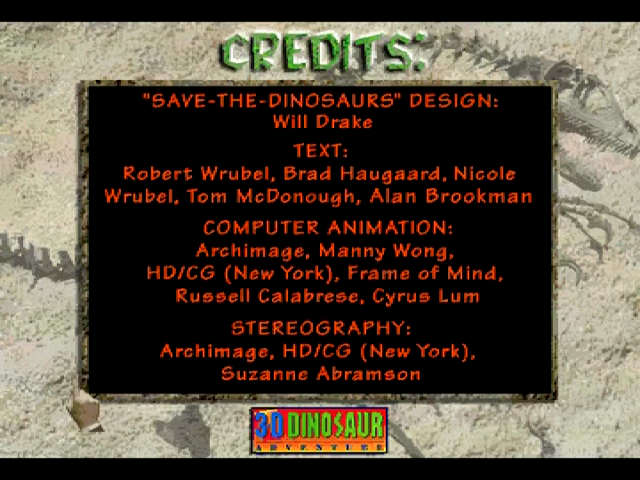 CREDITS:
"SAVE-THE-DINOSAURS" DESIGN:
Will Drake
TEXT:
Robert Wrubel, Brad Haugaard, Nicole
Wrubel, Tom McDonough, Alan Brookman
COMPUTER ANIMATION:
Archimage, Manny Wong,
HD/CG (New York), Frame of Mind,
Russell Calabrese, Cyrus Lum
STEREOGRAPHY:
Archimage, HD/CG (New York),
Suzanne Abramson
3-D DINOSAUR
ADVENTURE